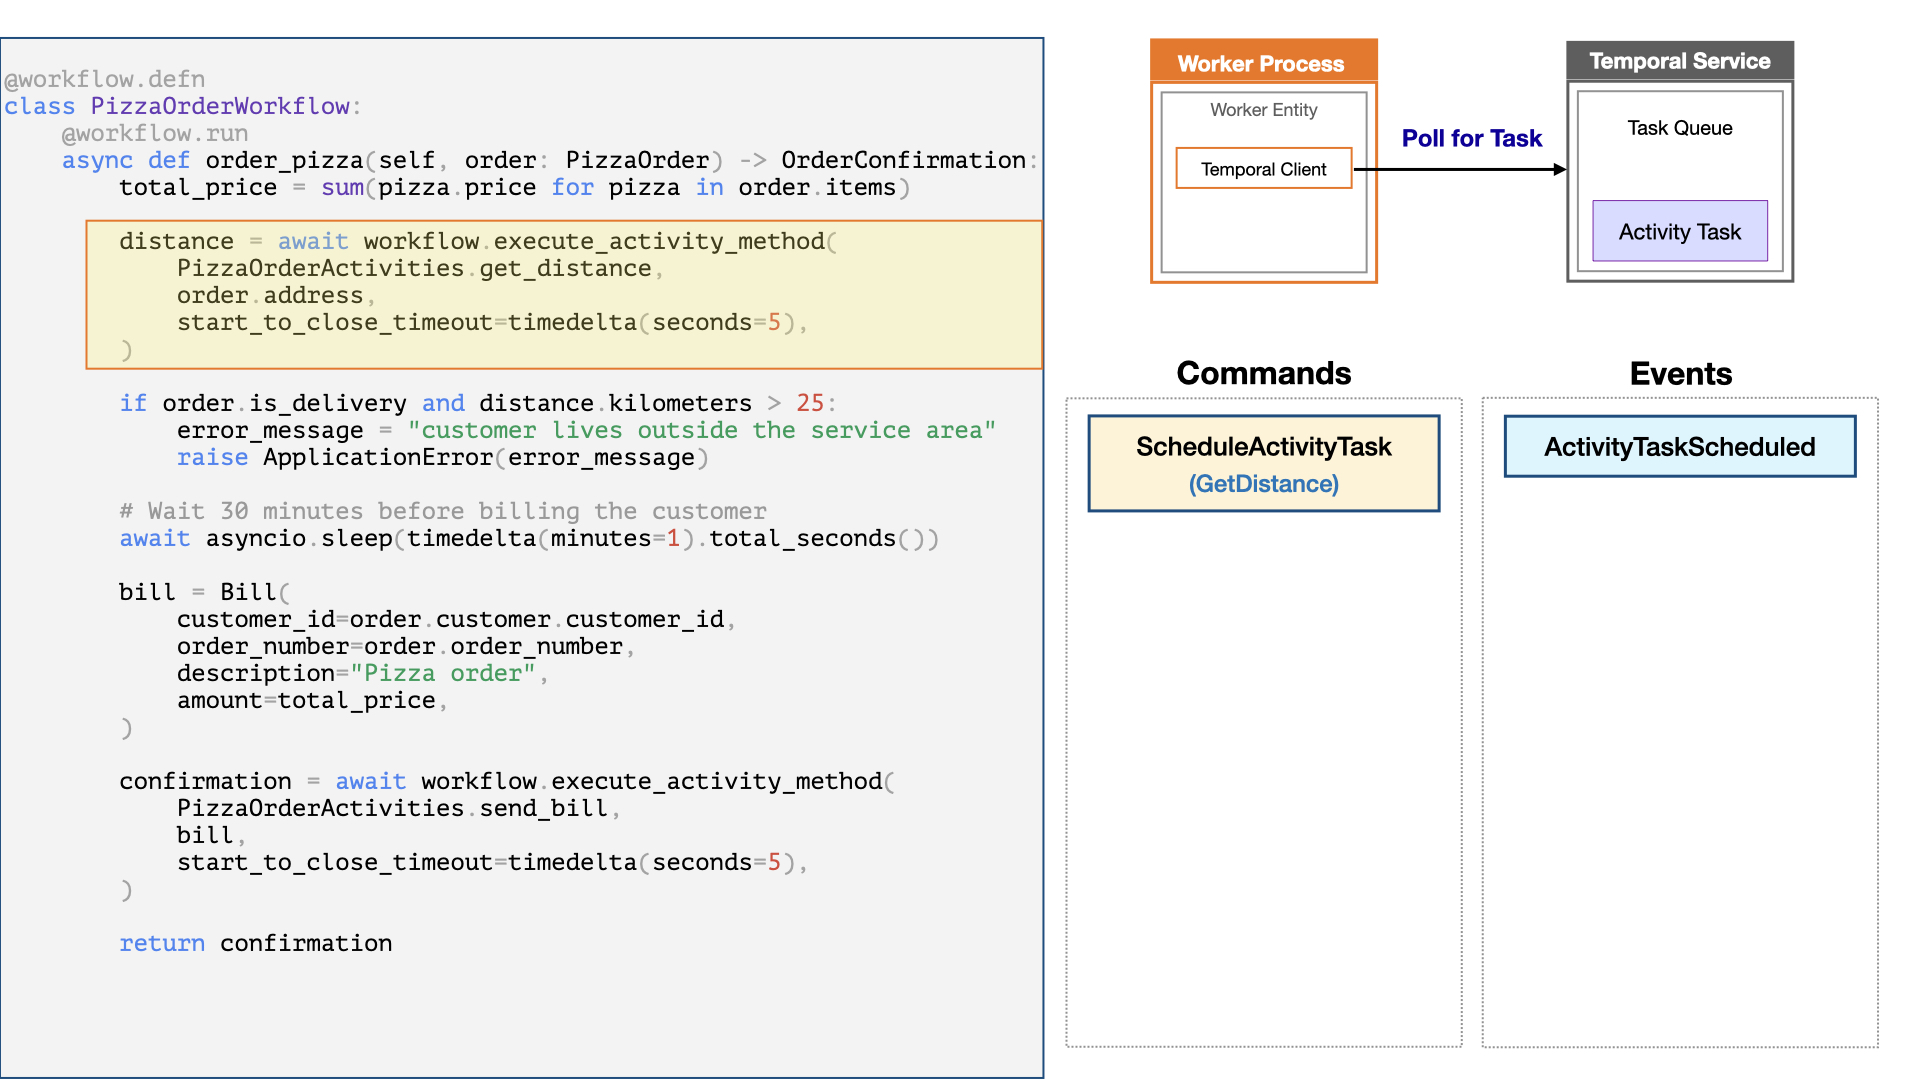 @workflow.defn
class PizzaOrderWorkflow:
    @workflow.run
    async def order_pizza(self, order: PizzaOrder) -> OrderConfirmation:
        total_price = sum(pizza.price for pizza in order.items)

        distance = await workflow.execute_activity_method(
            PizzaOrderActivities.get_distance,
            order.address,
            start_to_close_timeout=timedelta(seconds=5),
        )

        if order.is_delivery and distance.kilometers > 25:
            error_message = "customer lives outside the service area"
            raise ApplicationError(error_message)

        # Wait 30 minutes before billing the customer
        await asyncio.sleep(timedelta(minutes=1).total_seconds())

        bill = Bill(
            customer_id=order.customer.customer_id,
            order_number=order.order_number,
            description="Pizza order",
            amount=total_price,
        )

        confirmation = await workflow.execute_activity_method(
            PizzaOrderActivities.send_bill,
            bill,
            start_to_close_timeout=timedelta(seconds=5),
        )

        return confirmation
Worker Process
Worker Entity
Temporal Client
Poll for Task
Temporal Service
Task Queue
Activity Task
Commands
ScheduleActivityTask
(GetDistance)
Events
ActivityTaskScheduled